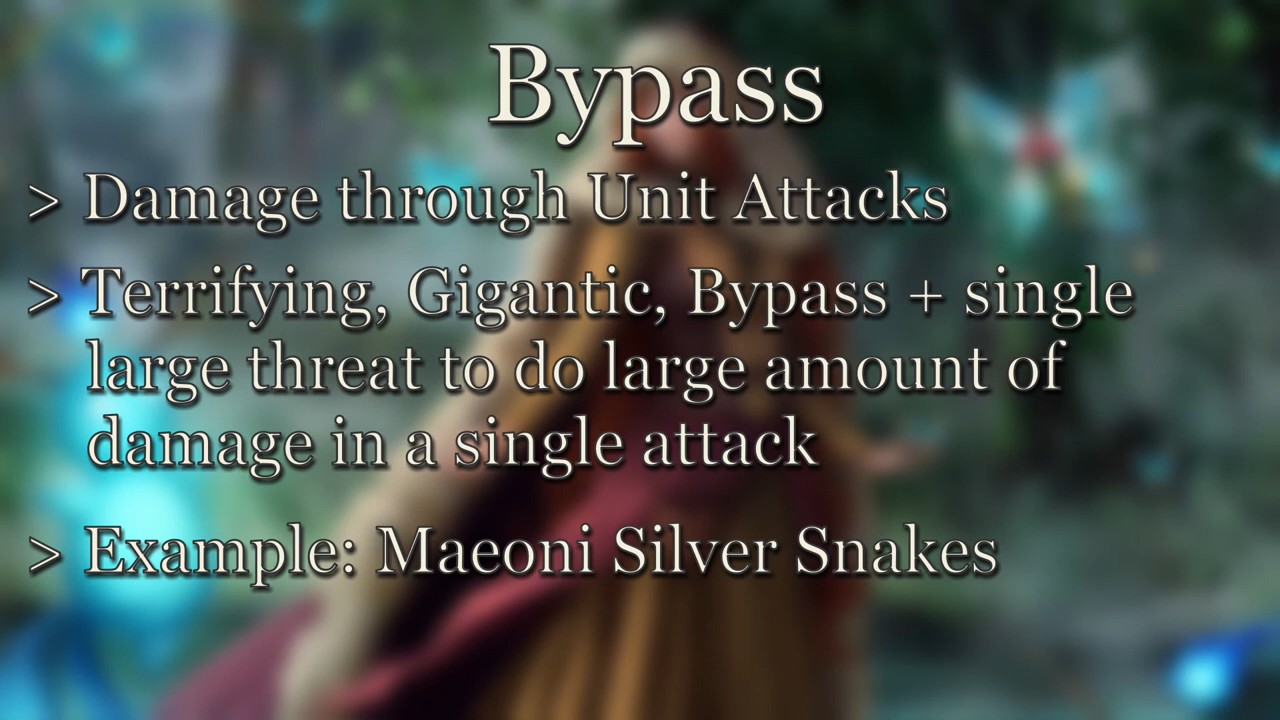 Bypass
> Damage through Unit Attacks
> Terrifying, Gigantic, Bypass + single
large threat to do large amount of
damage in a single attack
> Example: Maeoni Silver Snakes